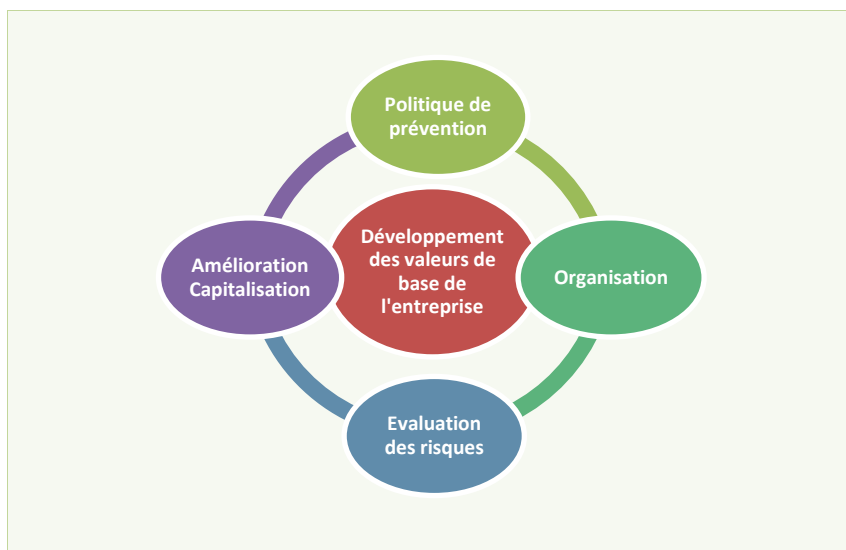 Politique de
prévention
Développement
des valeurs de
base de
l'entreprise
Amélioration
Capitalisation
Organisation
Evaluation
des risques